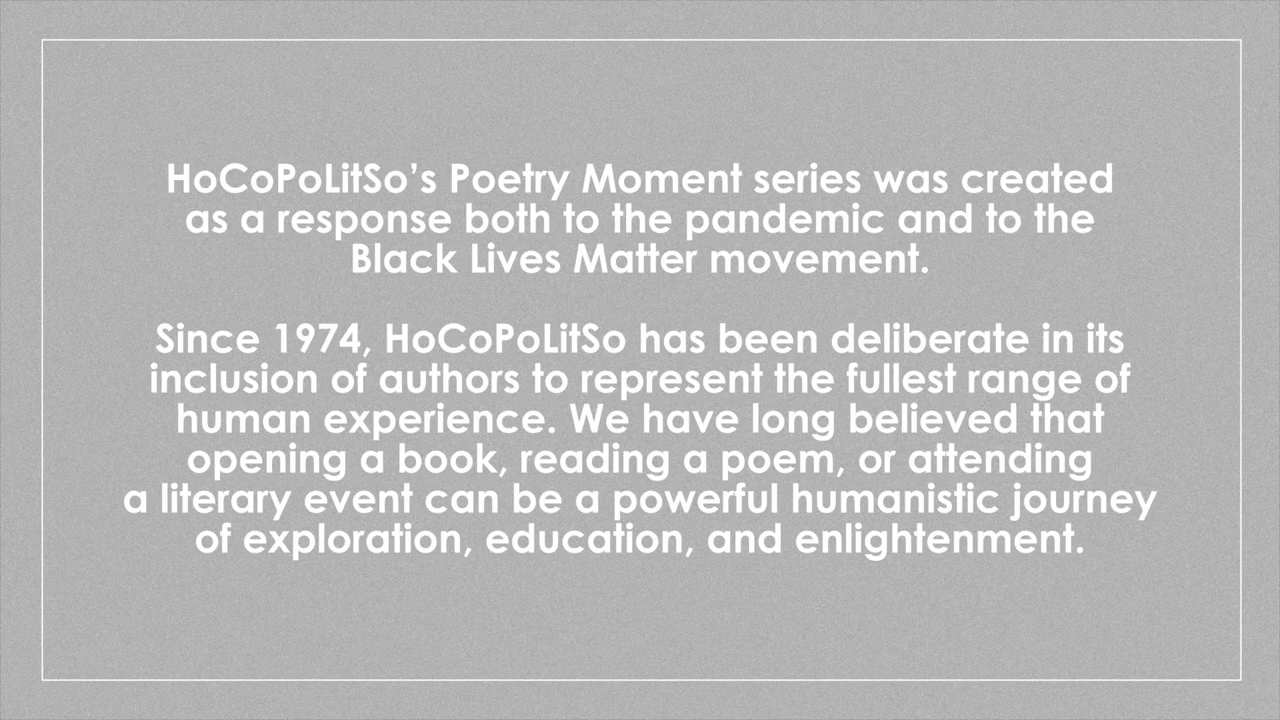 HoCoPoLitSo’s Poetry Moment series was created
as a response both to the pandemic and to the
Black Lives Matter movement.
Since 1974, HoCoPoLitSo has been deliberate in its
inclusion of authors to represent the fullest range of
human experience. We have long believed that
opening a book, reading a poem, or attending
a literary event can be a powerful humanistic journey
of exploration, education, and enlightenment.